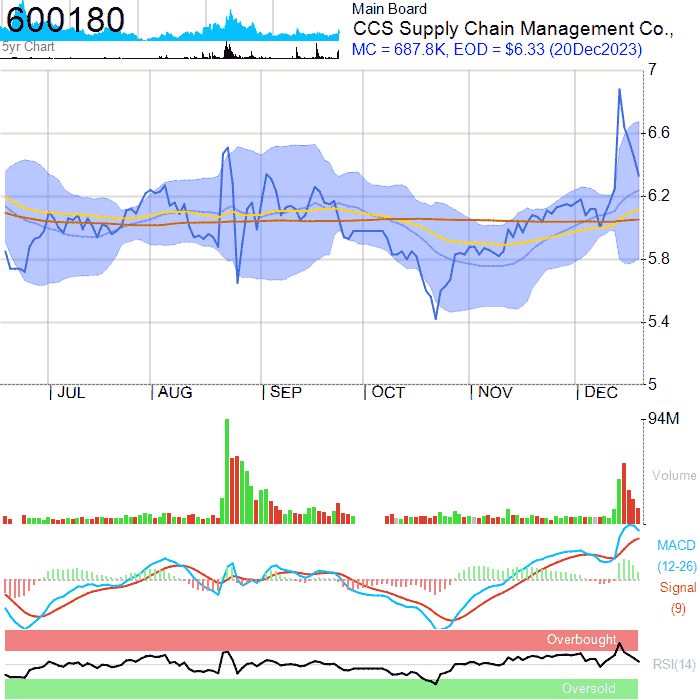 600180
5yr Chart
Main Board
CCS Supply Chain Management Co.,
MC = 687.8K, EOD = $6.33 (20Dec2023)
7
6.6
6.2
5.8
5.4
5
JUL AUG SEP OCT NOV DEC
94M
Volume
MACD
(12-26)
Signal
(9)
Overbought
RSI(14)
Oversold